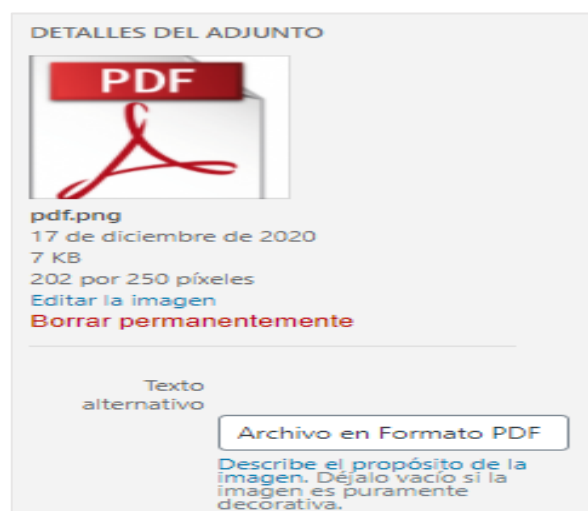 DETALLES DEL ADJUNTO
PDF
pdf.png
17 de diciembre de 2020
7 KB
202 por 250 píxeles
Editar la imagen
Borrar permanentemente
Texto
alternativo
Archivo en Formato PDF
Describe el propósito de la
imagen. Déjalo vacío si la
imagen es puramente
decorativa.